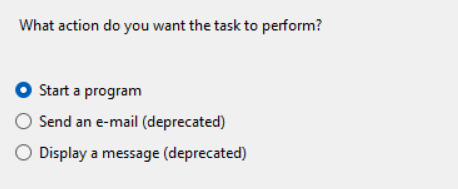 What action do you want the task to perform?
Start a program
Send an e-mail (deprecated)
Display a message (deprecated)